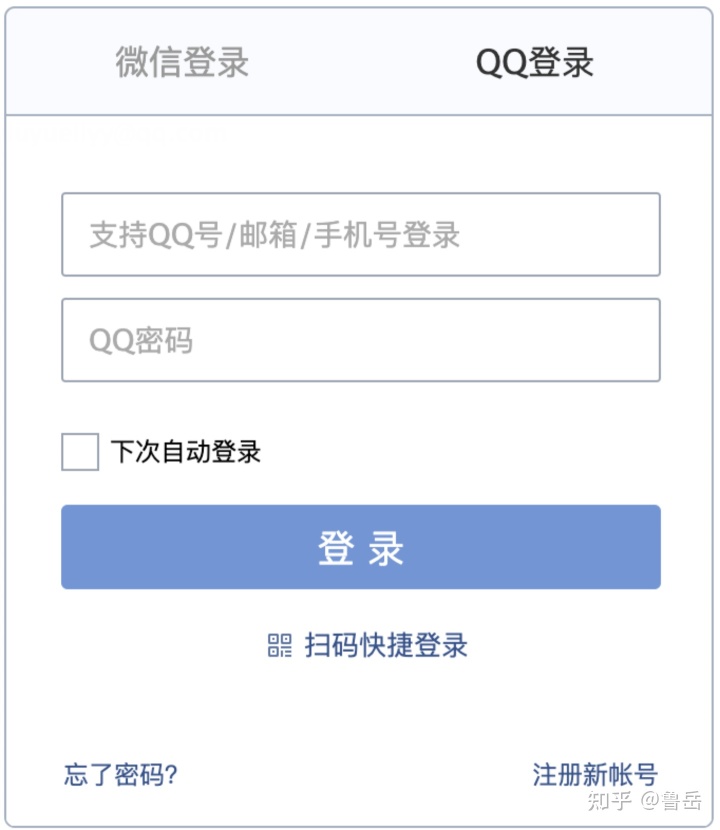 微信登录 QQ登录
支持QQ号/邮箱/手机号登录
QQ密码
下次自动登录
登 录
扫码快捷登录
忘了密码? 注册新帐号
知乎 @鲁岳